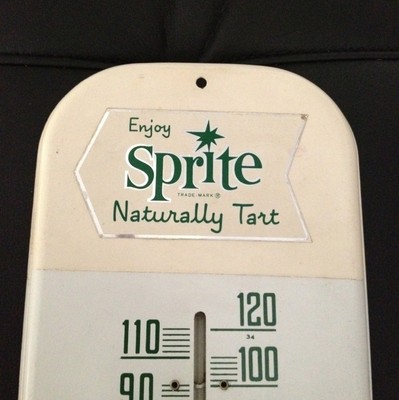 Enjoy
Sprite
TRADE MARK ®
Naturally Tart
120
34
110
100
90